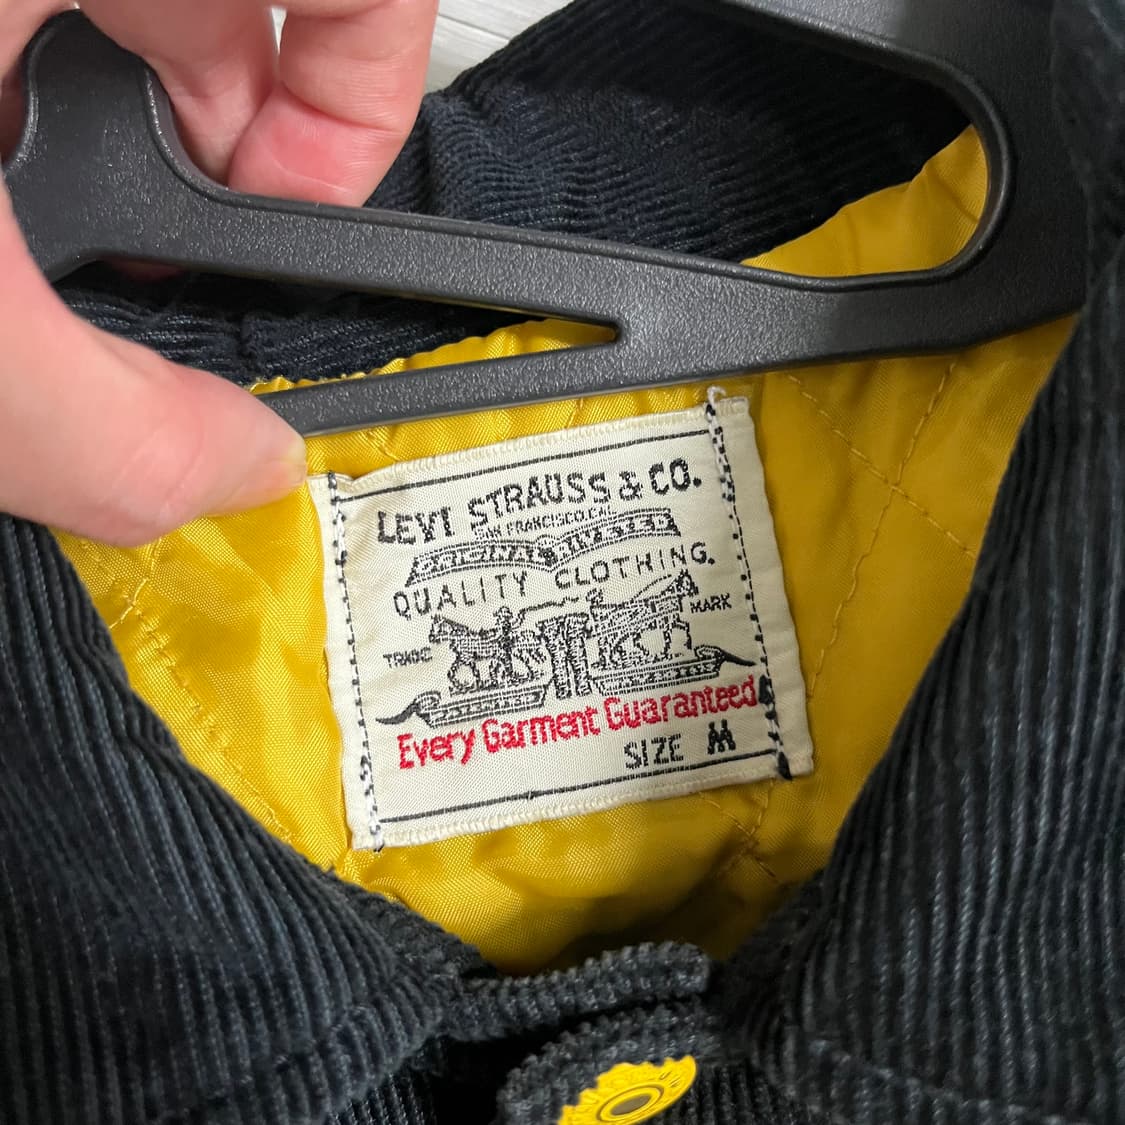 LEVI STRAUSS & CO.
SAN FRANCISCO, CAL.
QUALITY CLOTHING.
TRADE MARK
Every Garment Guaranteed
SIZE M